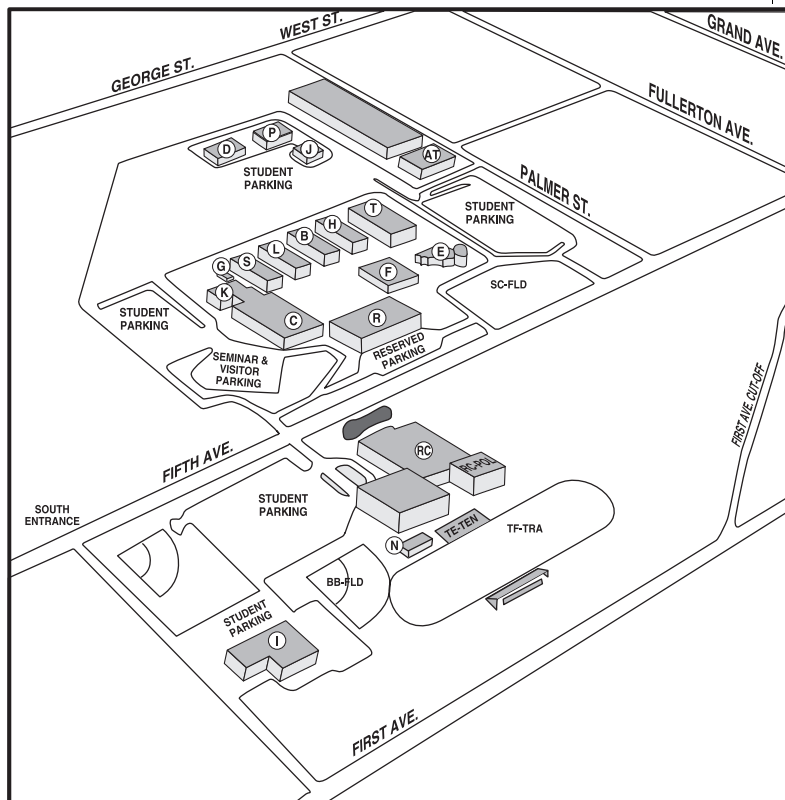 WEST ST.
GRAND AVE.
GEORGE ST.
FULLERTON AVE.
P
D
J
AT
STUDENT
PARKING
PALMER ST.
T
STUDENT
PARKING
H
B
L
E
S
G
F
K
SC-FLD
STUDENT
PARKING
C
R
RESERVED
PARKING
SEMINAR &
VISITOR
PARKING
FIRST AVE. CUT-OFF
FIFTH AVE.
RC
RC-POL
STUDENT
PARKING
SOUTH
ENTRANCE
TE-TEN
TF-TRA
N
BB-FLD
STUDENT
PARKING
I
FIRST AVE.